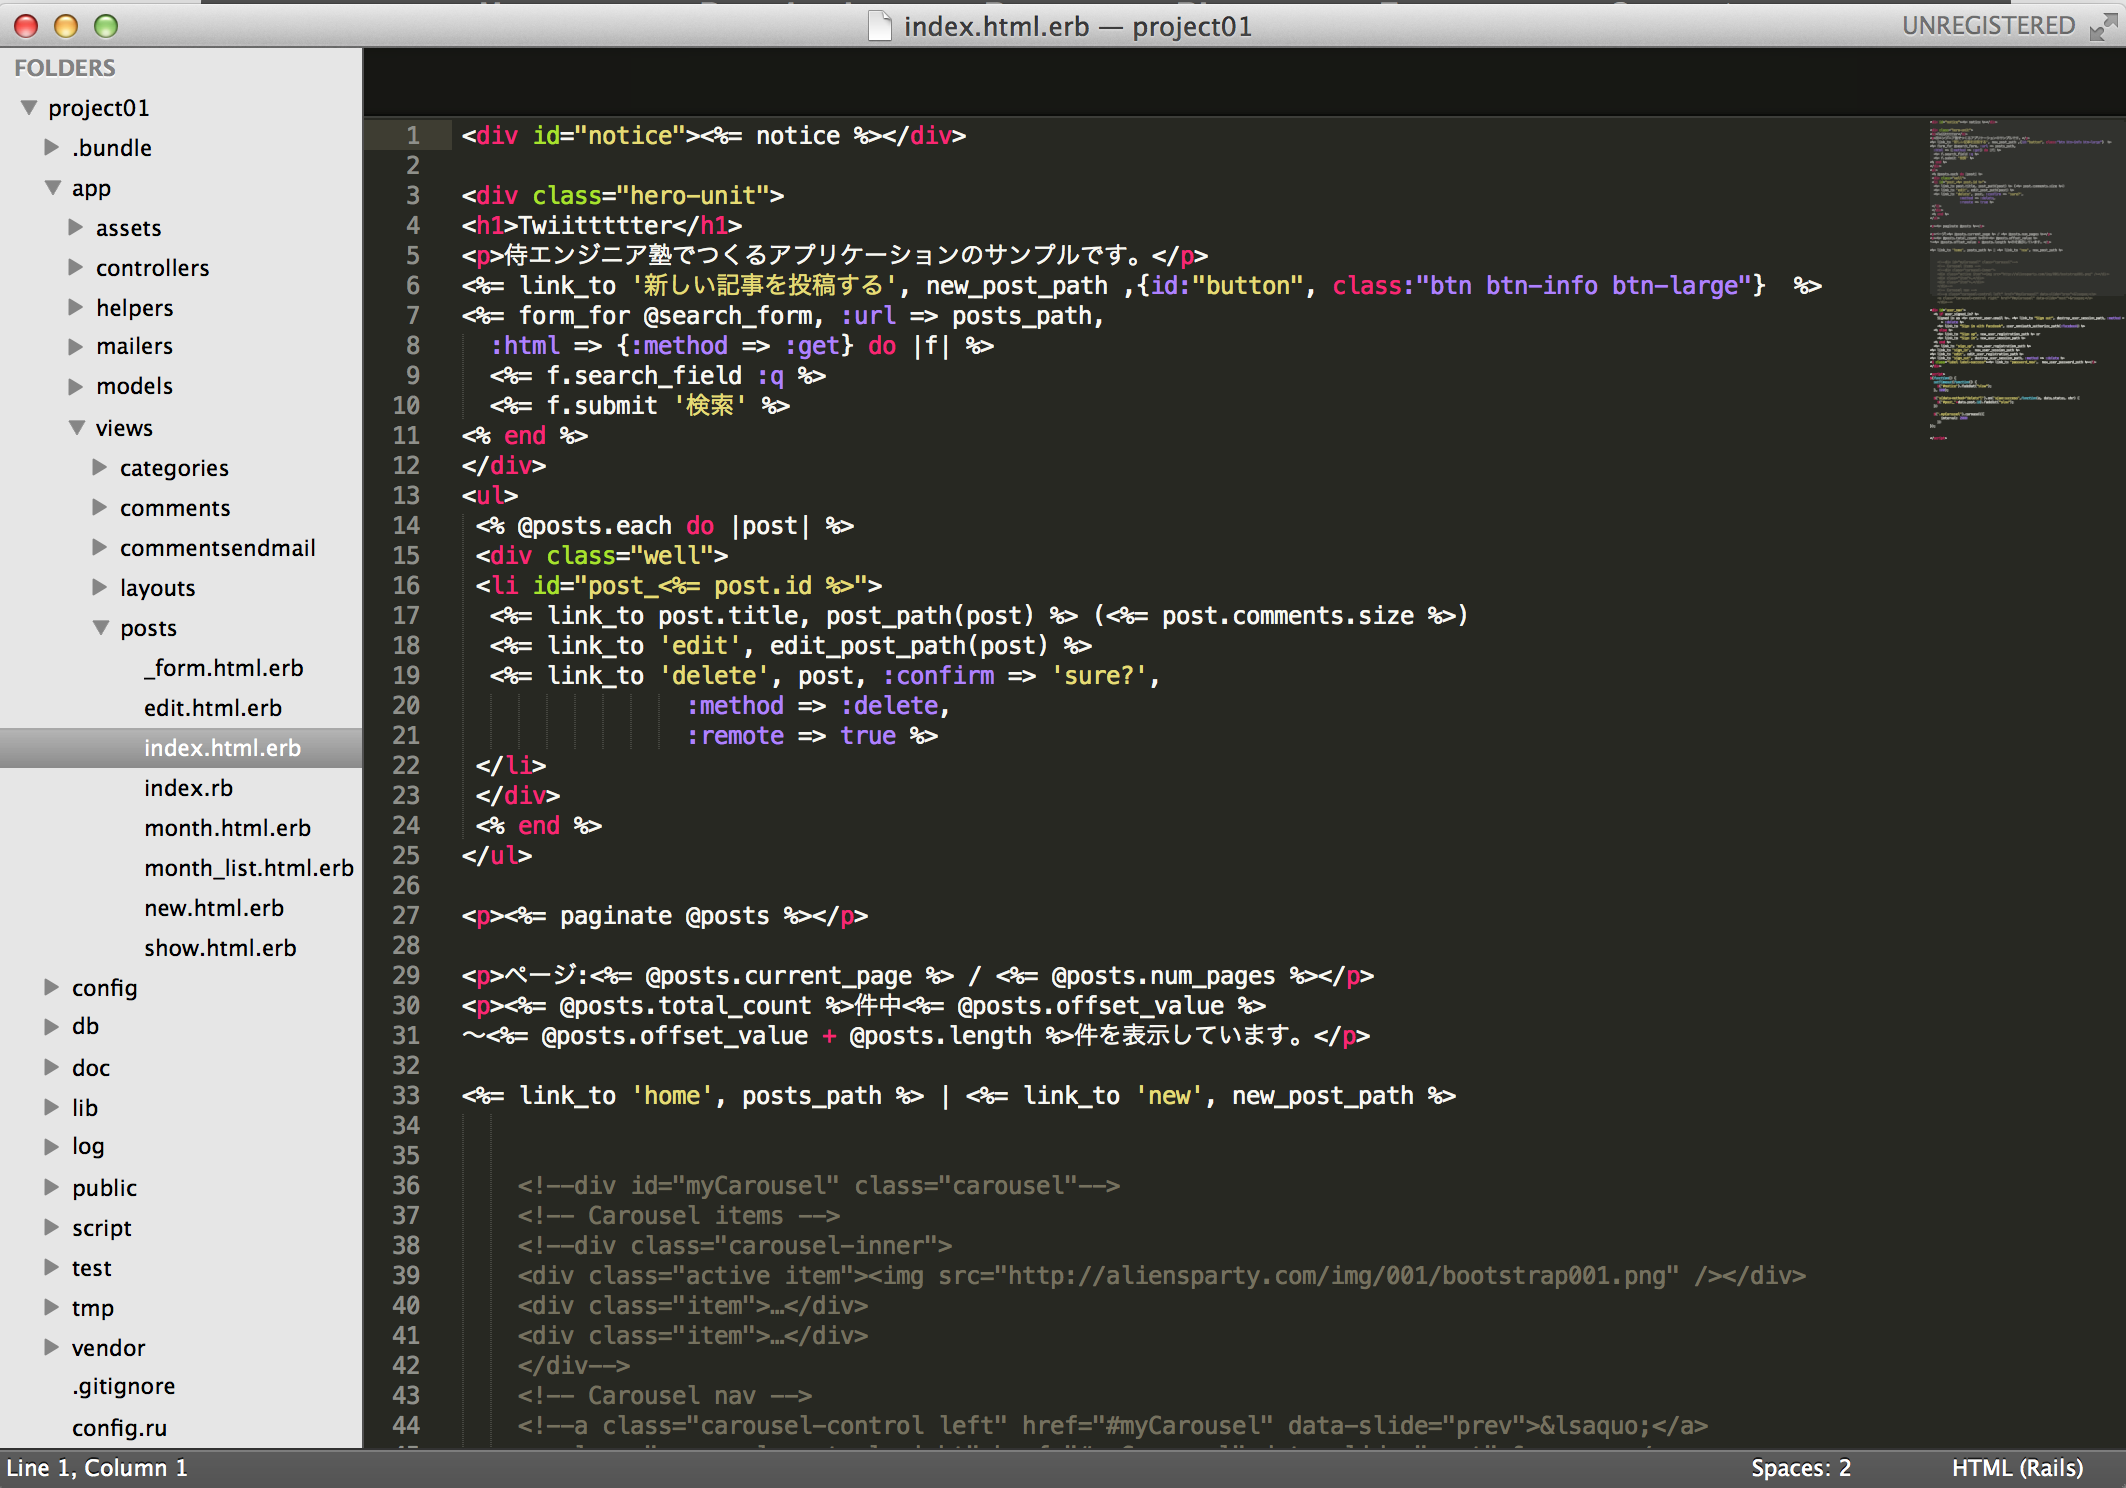 index.html.erb — project01
UNREGISTERED
FOLDERS
project01
.bundle
app
assets
controllers
helpers
mailers
models
views
categories
comments
commentsendmail
layouts
posts
_form.html.erb
edit.html.erb
index.html.erb
index.rb
month.html.erb
month_list.html.erb
new.html.erb
show.html.erb
config
db
doc
lib
log
public
script
test
tmp
vendor
.gitignore
config.ru
1 <div id="notice"><%= notice %></div>
2
3 <div class="hero-unit">
4 <h1>Twiittttter</h1>
5 <p>侍エンジニア塾でつくるアプリケーションのサンプルです。</p>
6 <%= link_to '新しい記事を投稿する', new_post_path ,{id:"button", class:"btn btn-info btn-large"}  %>
7 <%= form_for @search_form, :url => posts_path,
8 :html => {:method => :get} do |f| %>
9 <%= f.search_field :q %>
10 <%= f.submit '検索' %>
11 <% end %>
12 </div>
13 <ul>
14 <% @posts.each do |post| %>
15 <div class="well">
16 <li id="post_<%= post.id %>">
17 <%= link_to post.title, post_path(post) %> (<%= post.comments.size %>)
18 <%= link_to 'edit', edit_post_path(post) %>
19 <%= link_to 'delete', post, :confirm => 'sure?',
20 :method => :delete,
21 :remote => true %>
22 </li>
23 </div>
24 <% end %>
25 </ul>
26
27 <p><%= paginate @posts %></p>
28
29 <p>ページ:<%= @posts.current_page %> / <%= @posts.num_pages %></p>
30 <p><%= @posts.total_count %>件中<%= @posts.offset_value %>
31 〜<%= @posts.offset_value + @posts.length %>件を表示しています。</p>
32
33 <%= link_to 'home', posts_path %> | <%= link_to 'new', new_post_path %>
34
35
36 <!--div id="myCarousel" class="carousel"-->
37 <!-- Carousel items -->
38 <!--div class="carousel-inner">
39 <div class="active item"><img src="http://aliensparty.com/img/001/bootstrap001.png" /></div>
40 <div class="item">…</div>
41 <div class="item">…</div>
42 </div-->
43 <!-- Carousel nav -->
44 <!--a class="carousel-control left" href="#myCarousel" data-slide="prev">&lsaquo;</a>
Line 1, Column 1
Spaces: 2
HTML (Rails)